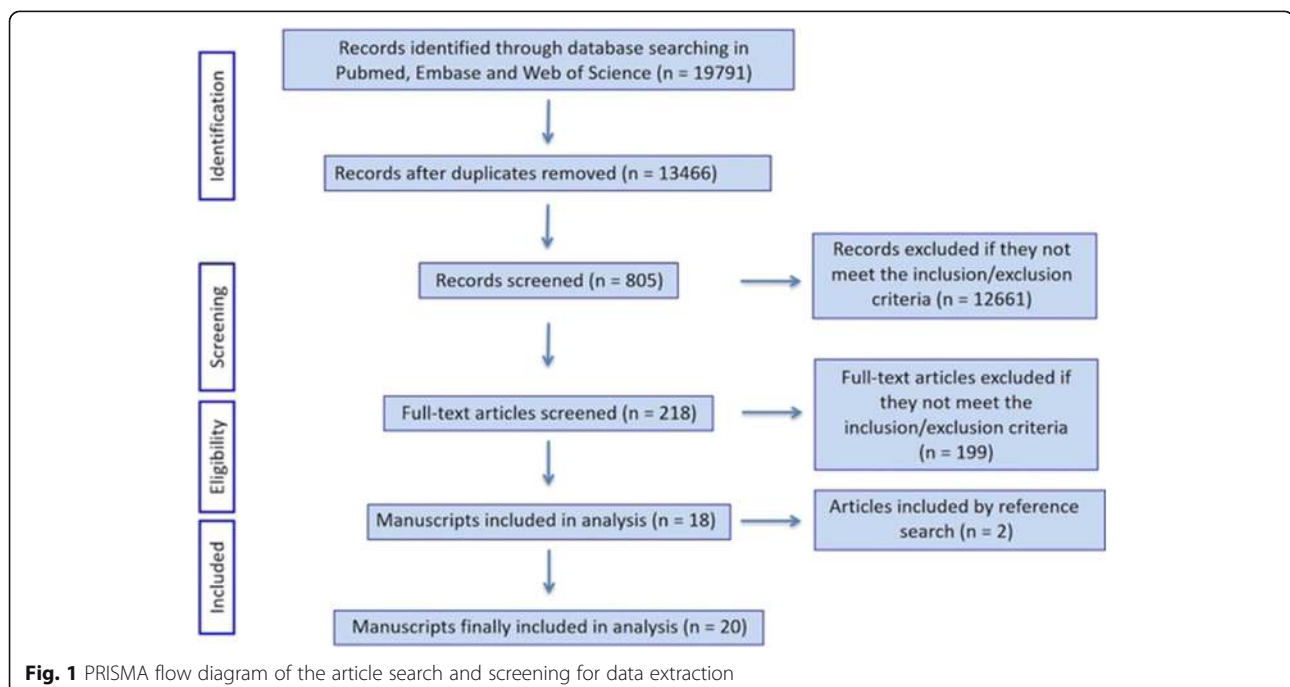 Identification
Records identified through database searching in
Pubmed, Embase and Web of Science (n = 19791)
Records after duplicates removed (n = 13466)
Screening
Records screened (n = 805)
Records excluded if they not
meet the inclusion/exclusion
criteria (n = 12661)
Eligibility
Full-text articles screened (n = 218)
Full-text articles excluded if
they not meet the
inclusion/exclusion criteria
(n = 199)
Included
Manuscripts included in analysis (n = 18)
Articles included by reference
search (n = 2)
Manuscripts finally included in analysis (n = 20)
Fig. 1 PRISMA flow diagram of the article search and screening for data extraction